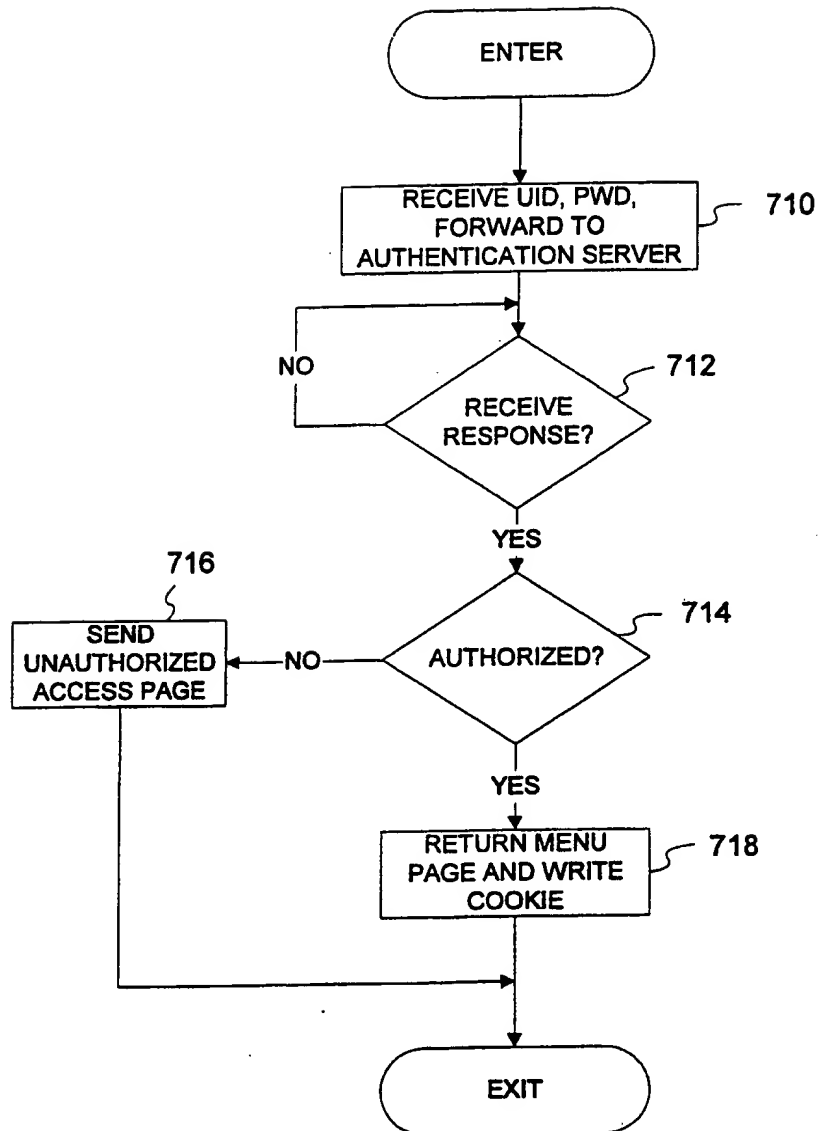 ENTER
RECEIVE UID, PWD,
FORWARD TO
AUTHENTICATION SERVER
710
NO
712
RECEIVE
RESPONSE?
YES
716
SEND
UNAUTHORIZED
ACCESS PAGE
NO
714
AUTHORIZED?
YES
RETURN MENU
PAGE AND WRITE
COOKIE
718
EXIT